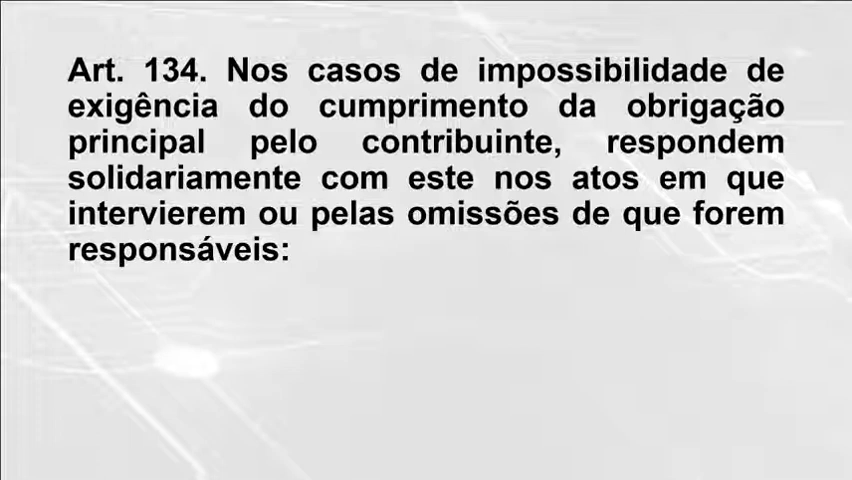 Art. 134. Nos casos de impossibilidade de
exigência do cumprimento da obrigação
principal pelo contribuinte, respondem
solidariamente com este nos atos em que
intervierem ou pelas omissões de que forem
responsáveis: